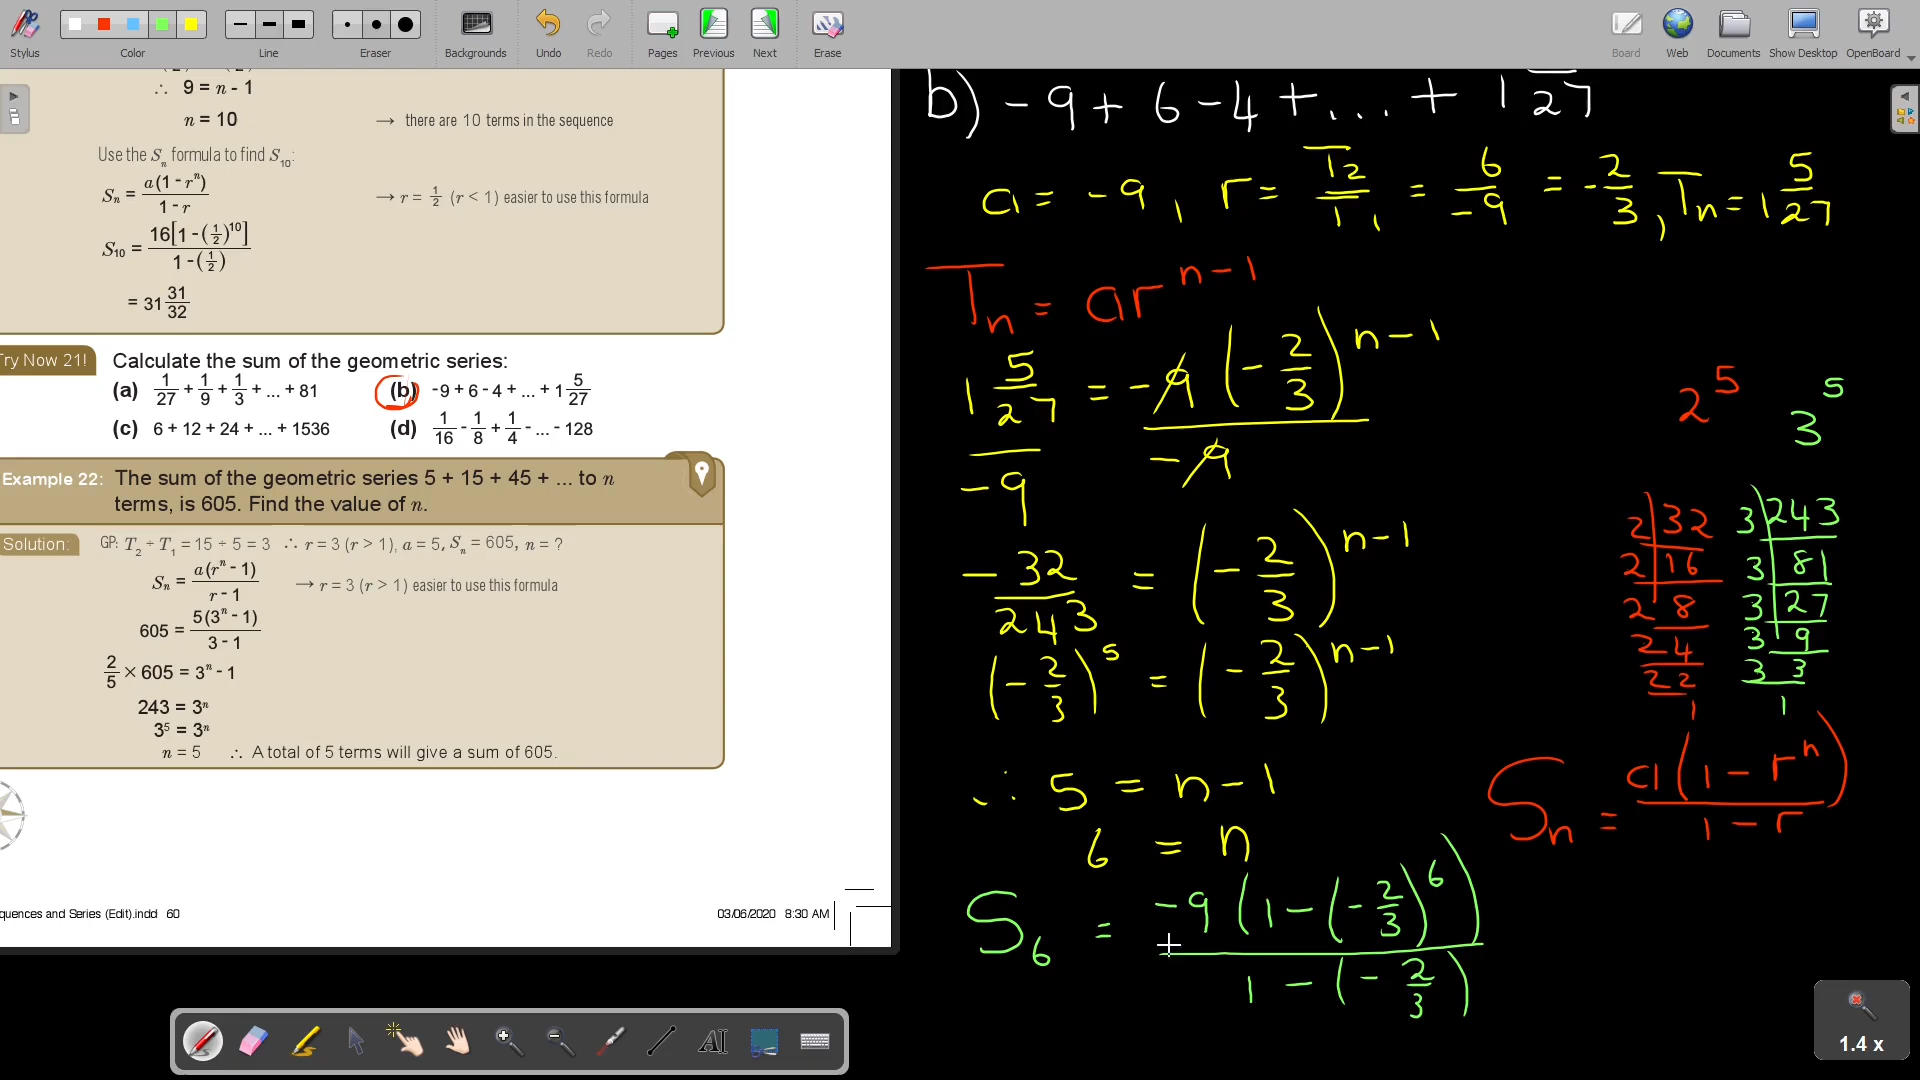 Stylus Color Line Eraser Backgrounds Undo Redo Pages Previous Next Erase Board Web Documents Show Desktop OpenBoard
∴ 9 = n - 1
n = 10 → there are 10 terms in the sequence
Use the Sₙ formula to find S₁₀:
Sₙ = a(1 - rⁿ) / 1 - r → r = 1/2 (r < 1) easier to use this formula
S₁₀ = 16[1 - (1/2)¹⁰] / 1 - (1/2)
= 31 31/32
Try Now 21! Calculate the sum of the geometric series:
(a) 1/27 + 1/9 + 1/3 + ... + 81 (b) -9 + 6 - 4 + ... + 1 5/27
(c) 6 + 12 + 24 + ... + 1536 (d) 1/16 - 1/8 + 1/4 - ... - 128
Example 22: The sum of the geometric series 5 + 15 + 45 + ... to n
terms, is 605. Find the value of n.
Solution: GP: T₂ ÷ T₁ = 15 ÷ 5 = 3 ∴ r = 3 (r > 1), a = 5, Sₙ = 605, n = ?
Sₙ = a(rⁿ - 1) / r - 1 → r = 3 (r > 1) easier to use this formula
605 = 5(3ⁿ - 1) / 3 - 1
2/5 × 605 = 3ⁿ - 1
243 = 3ⁿ
3⁵ = 3ⁿ
n = 5 ∴ A total of 5 terms will give a sum of 605.
quences and Series (Edit).indd 60 03/06/2020 8:30 AM
b) -9 + 6 - 4 + ... + 1 /27
a = -9, r = T₂/T₁ = 6/-9 = -2/3, Tₙ = 1 5/27
Tₙ = arⁿ⁻¹
1 5/27 / -9 = -9 (-2/3)ⁿ⁻¹ / -9
-32/243 = (-2/3)ⁿ⁻¹
(-2/3)⁵ = (-2/3)ⁿ⁻¹
∴ 5 = n - 1
6 = n
S₆ = -9 (1 - (-2/3)⁶) / 1 - (-2/3)
2⁵ 3⁵
2 32 3 243
2 16 3 81
2 8 3 27
2 4 3 9
2 2 3 3
1 1
Sₙ = a(1 - rⁿ) / 1 - r
1.4 x